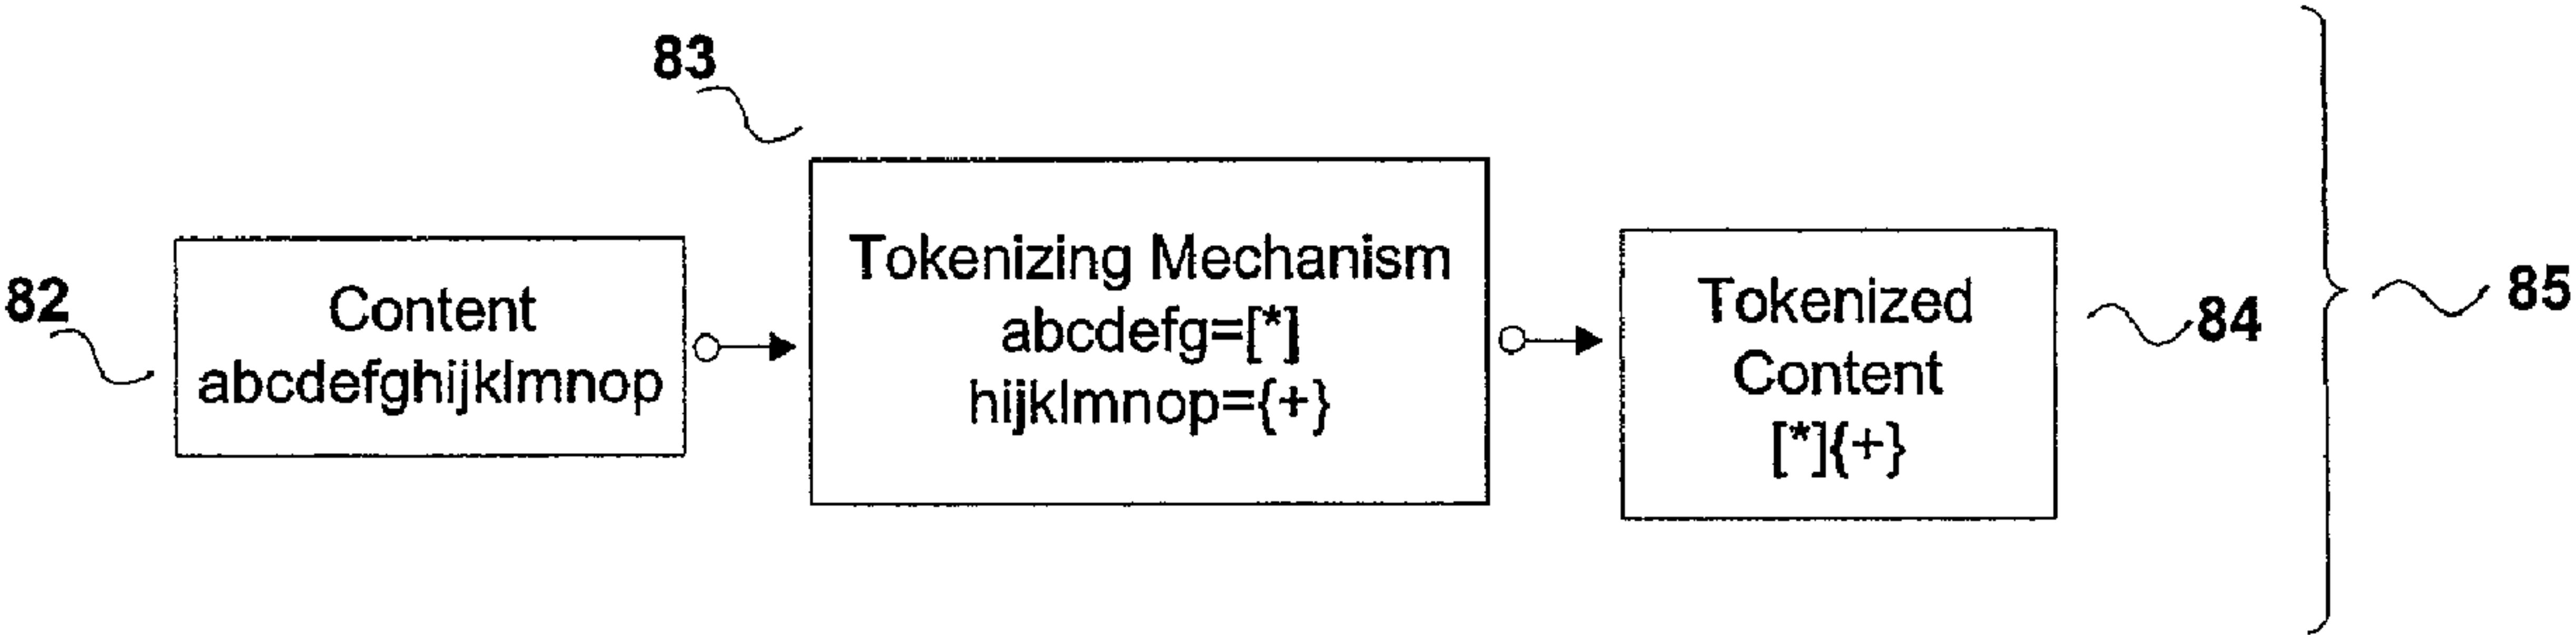 83
82
Content
abcdefghijklmnop
Tokenizing Mechanism
abcdefg=[*]
hijklmnop={+}
Tokenized
Content
[*]{+}
84
85